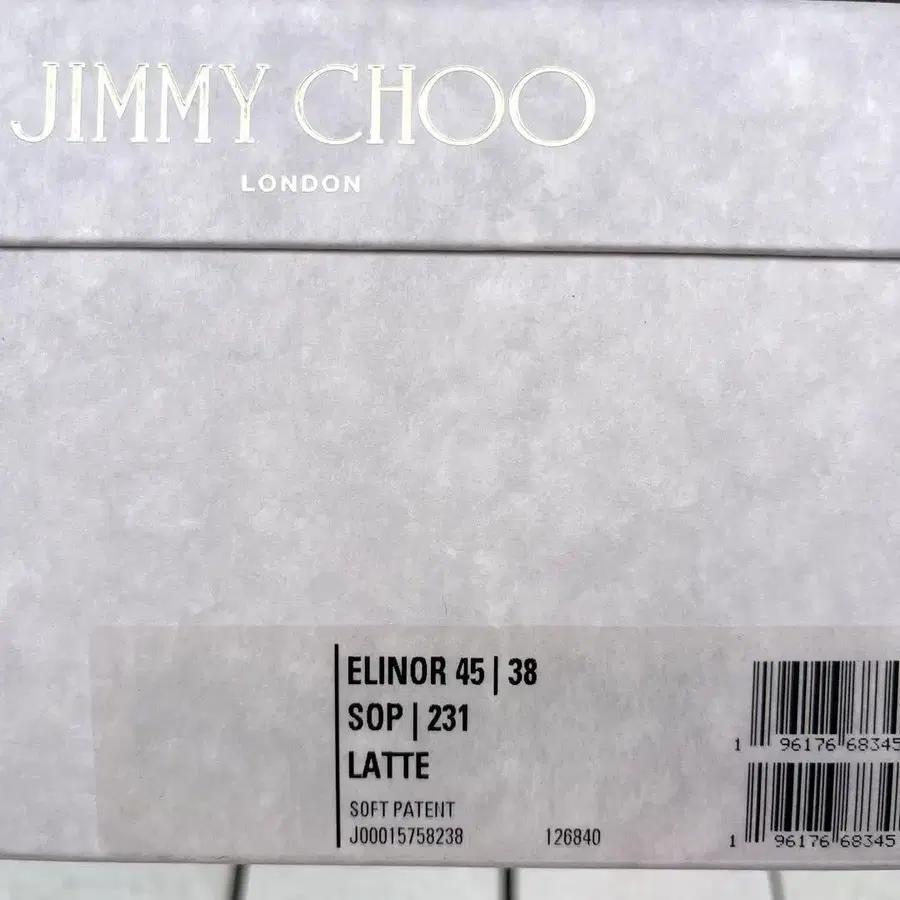 JIMMY CHOO
LONDON
ELINOR 45 | 38
SOP | 231
LATTE
SOFT PATENT
J00015758238 126840
1 96176 68345
1 96176 68345